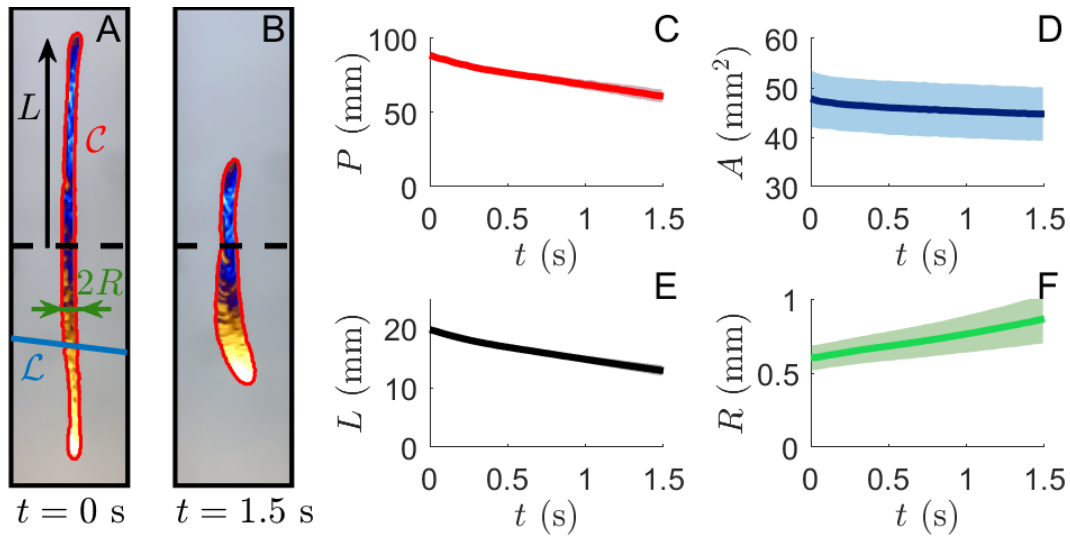 A
L
𝒞
2R
ℒ
t = 0 s
B
t = 1.5 s
C
P (mm)
100
50
0
0 0.5 1 1.5
t (s)
D
A (mm²)
60
50
40
30
0 0.5 1 1.5
t (s)
E
L (mm)
20
10
0
0 0.5 1 1.5
t (s)
F
R (mm)
1
0.5
0
0 0.5 1 1.5
t (s)